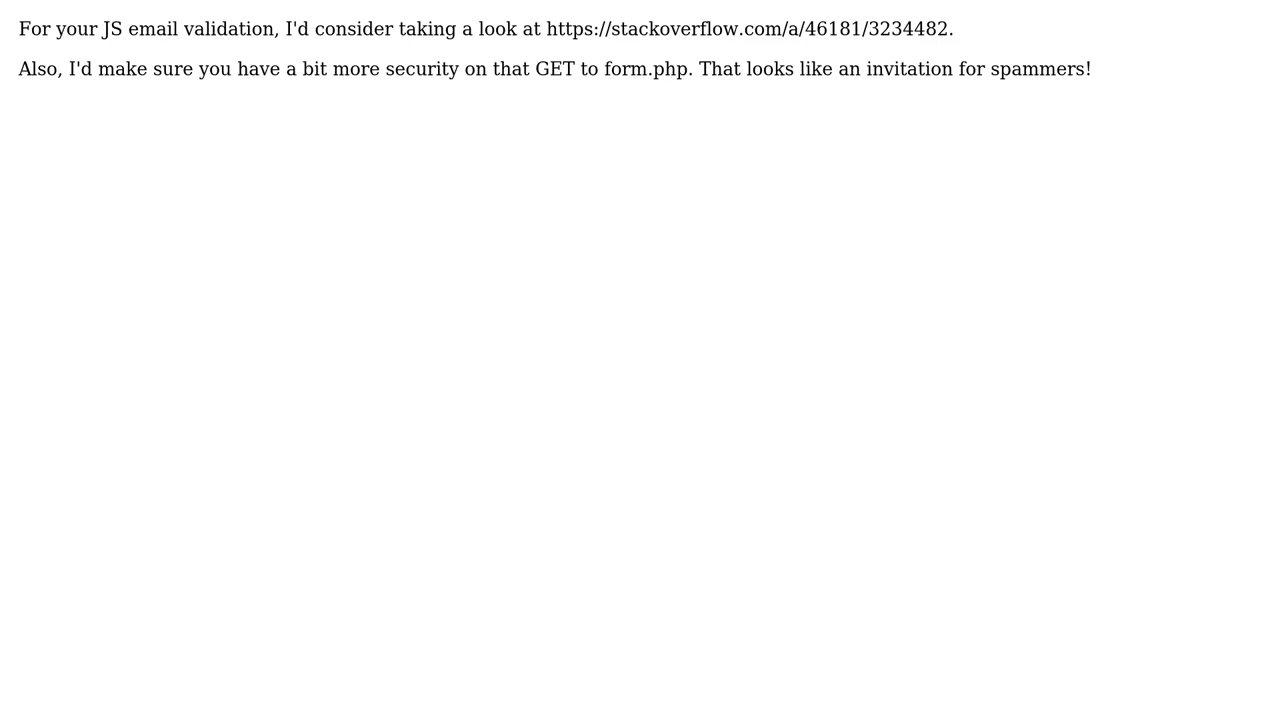 For your JS email validation, I'd consider taking a look at https://stackoverflow.com/a/46181/3234482.
Also, I'd make sure you have a bit more security on that GET to form.php. That looks like an invitation for spammers!